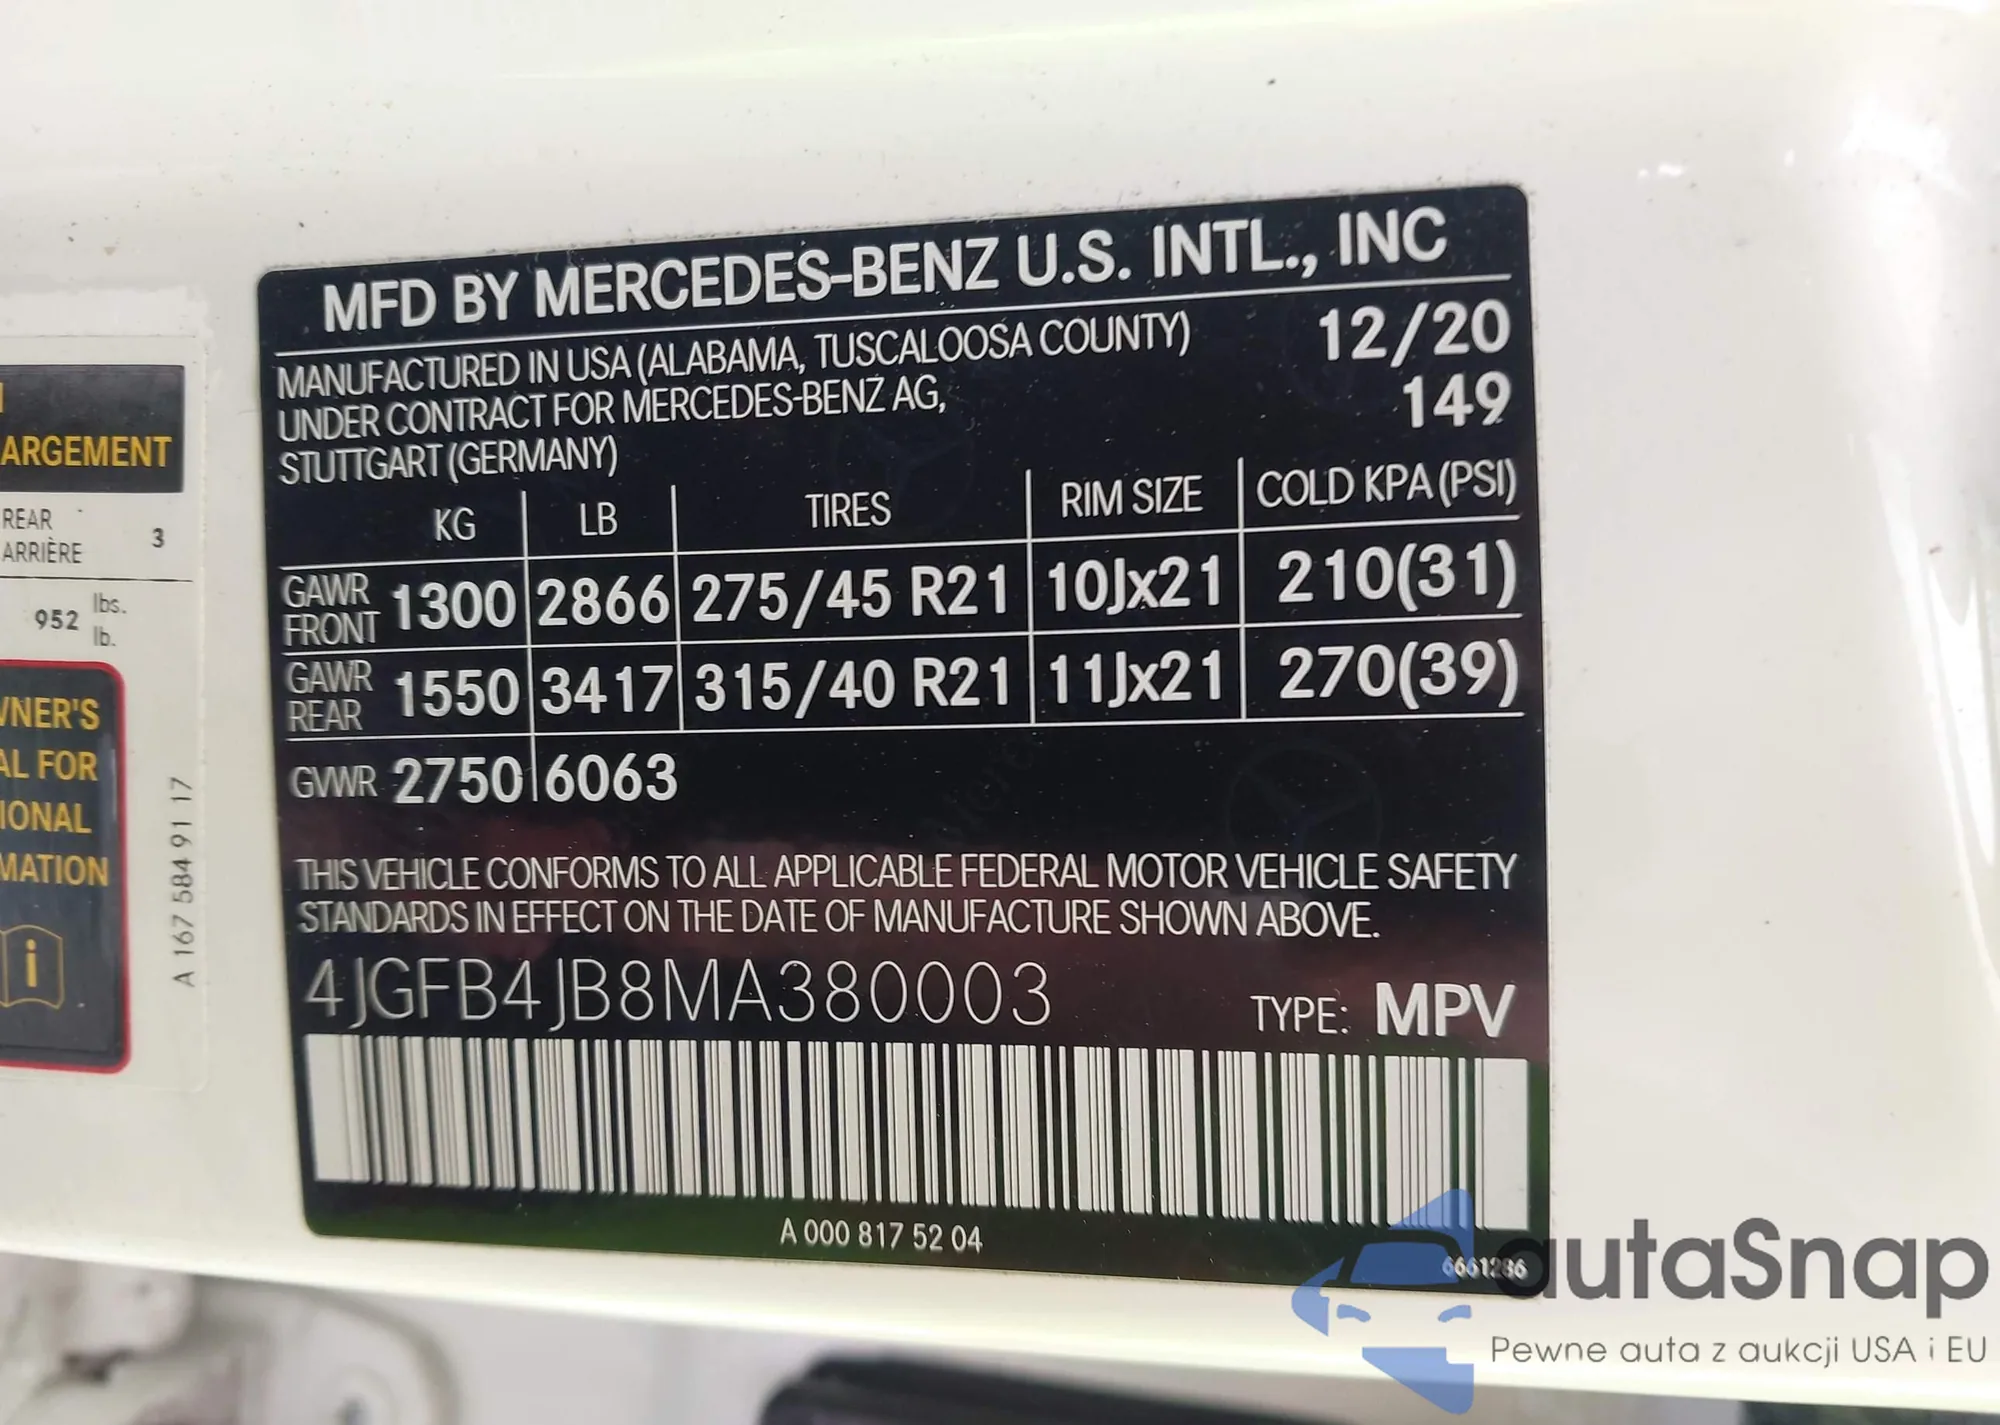 MFD BY MERCEDES-BENZ U.S. INTL., INC
MANUFACTURED IN USA (ALABAMA, TUSCALOOSA COUNTY) 12/20
UNDER CONTRACT FOR MERCEDES-BENZ AG, 149
STUTTGART (GERMANY)
KG LB TIRES RIM SIZE COLD KPA (PSI)
GAWR FRONT 1300 2866 275/45 R21 10Jx21 210(31)
GAWR REAR 1550 3417 315/40 R21 11Jx21 270(39)
GVWR 2750 6063
THIS VEHICLE CONFORMS TO ALL APPLICABLE FEDERAL MOTOR VEHICLE SAFETY
STANDARDS IN EFFECT ON THE DATE OF MANUFACTURE SHOWN ABOVE.
4JGFB4JB8MA380003 TYPE: MPV
A 000 817 52 04
6661286
ARGEMENT
REAR
ARRIÈRE 3
952 lbs.
lb.
WNER'S
AL FOR
IONAL
MATION
i
A 167 584 91 17
autaSnap
Pewne auta z aukcji USA i EU